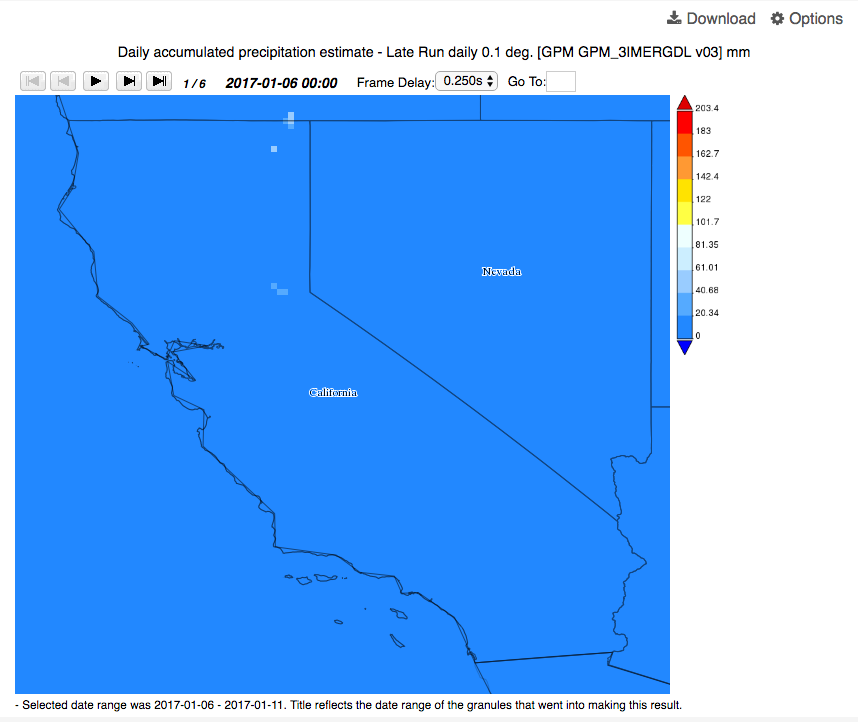 Download Options
Daily accumulated precipitation estimate - Late Run daily 0.1 deg. [GPM GPM_3IMERGDL v03] mm
1 / 6 2017-01-06 00:00 Frame Delay: 0.250s Go To:
203.4
183
162.7
142.4
122
101.7
81.35
61.01
40.68
20.34
0
Nevada
California
- Selected date range was 2017-01-06 - 2017-01-11. Title reflects the date range of the granules that went into making this result.